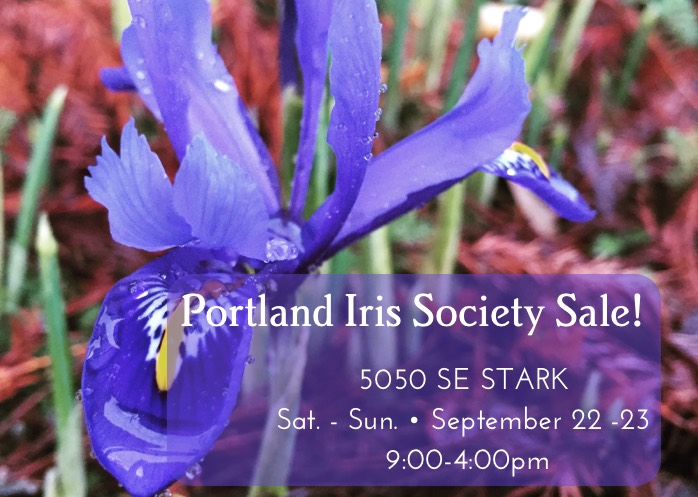 Portland Iris Society Sale!
5050 SE STARK
Sat. - Sun. • September 22 -23
9:00-4:00pm